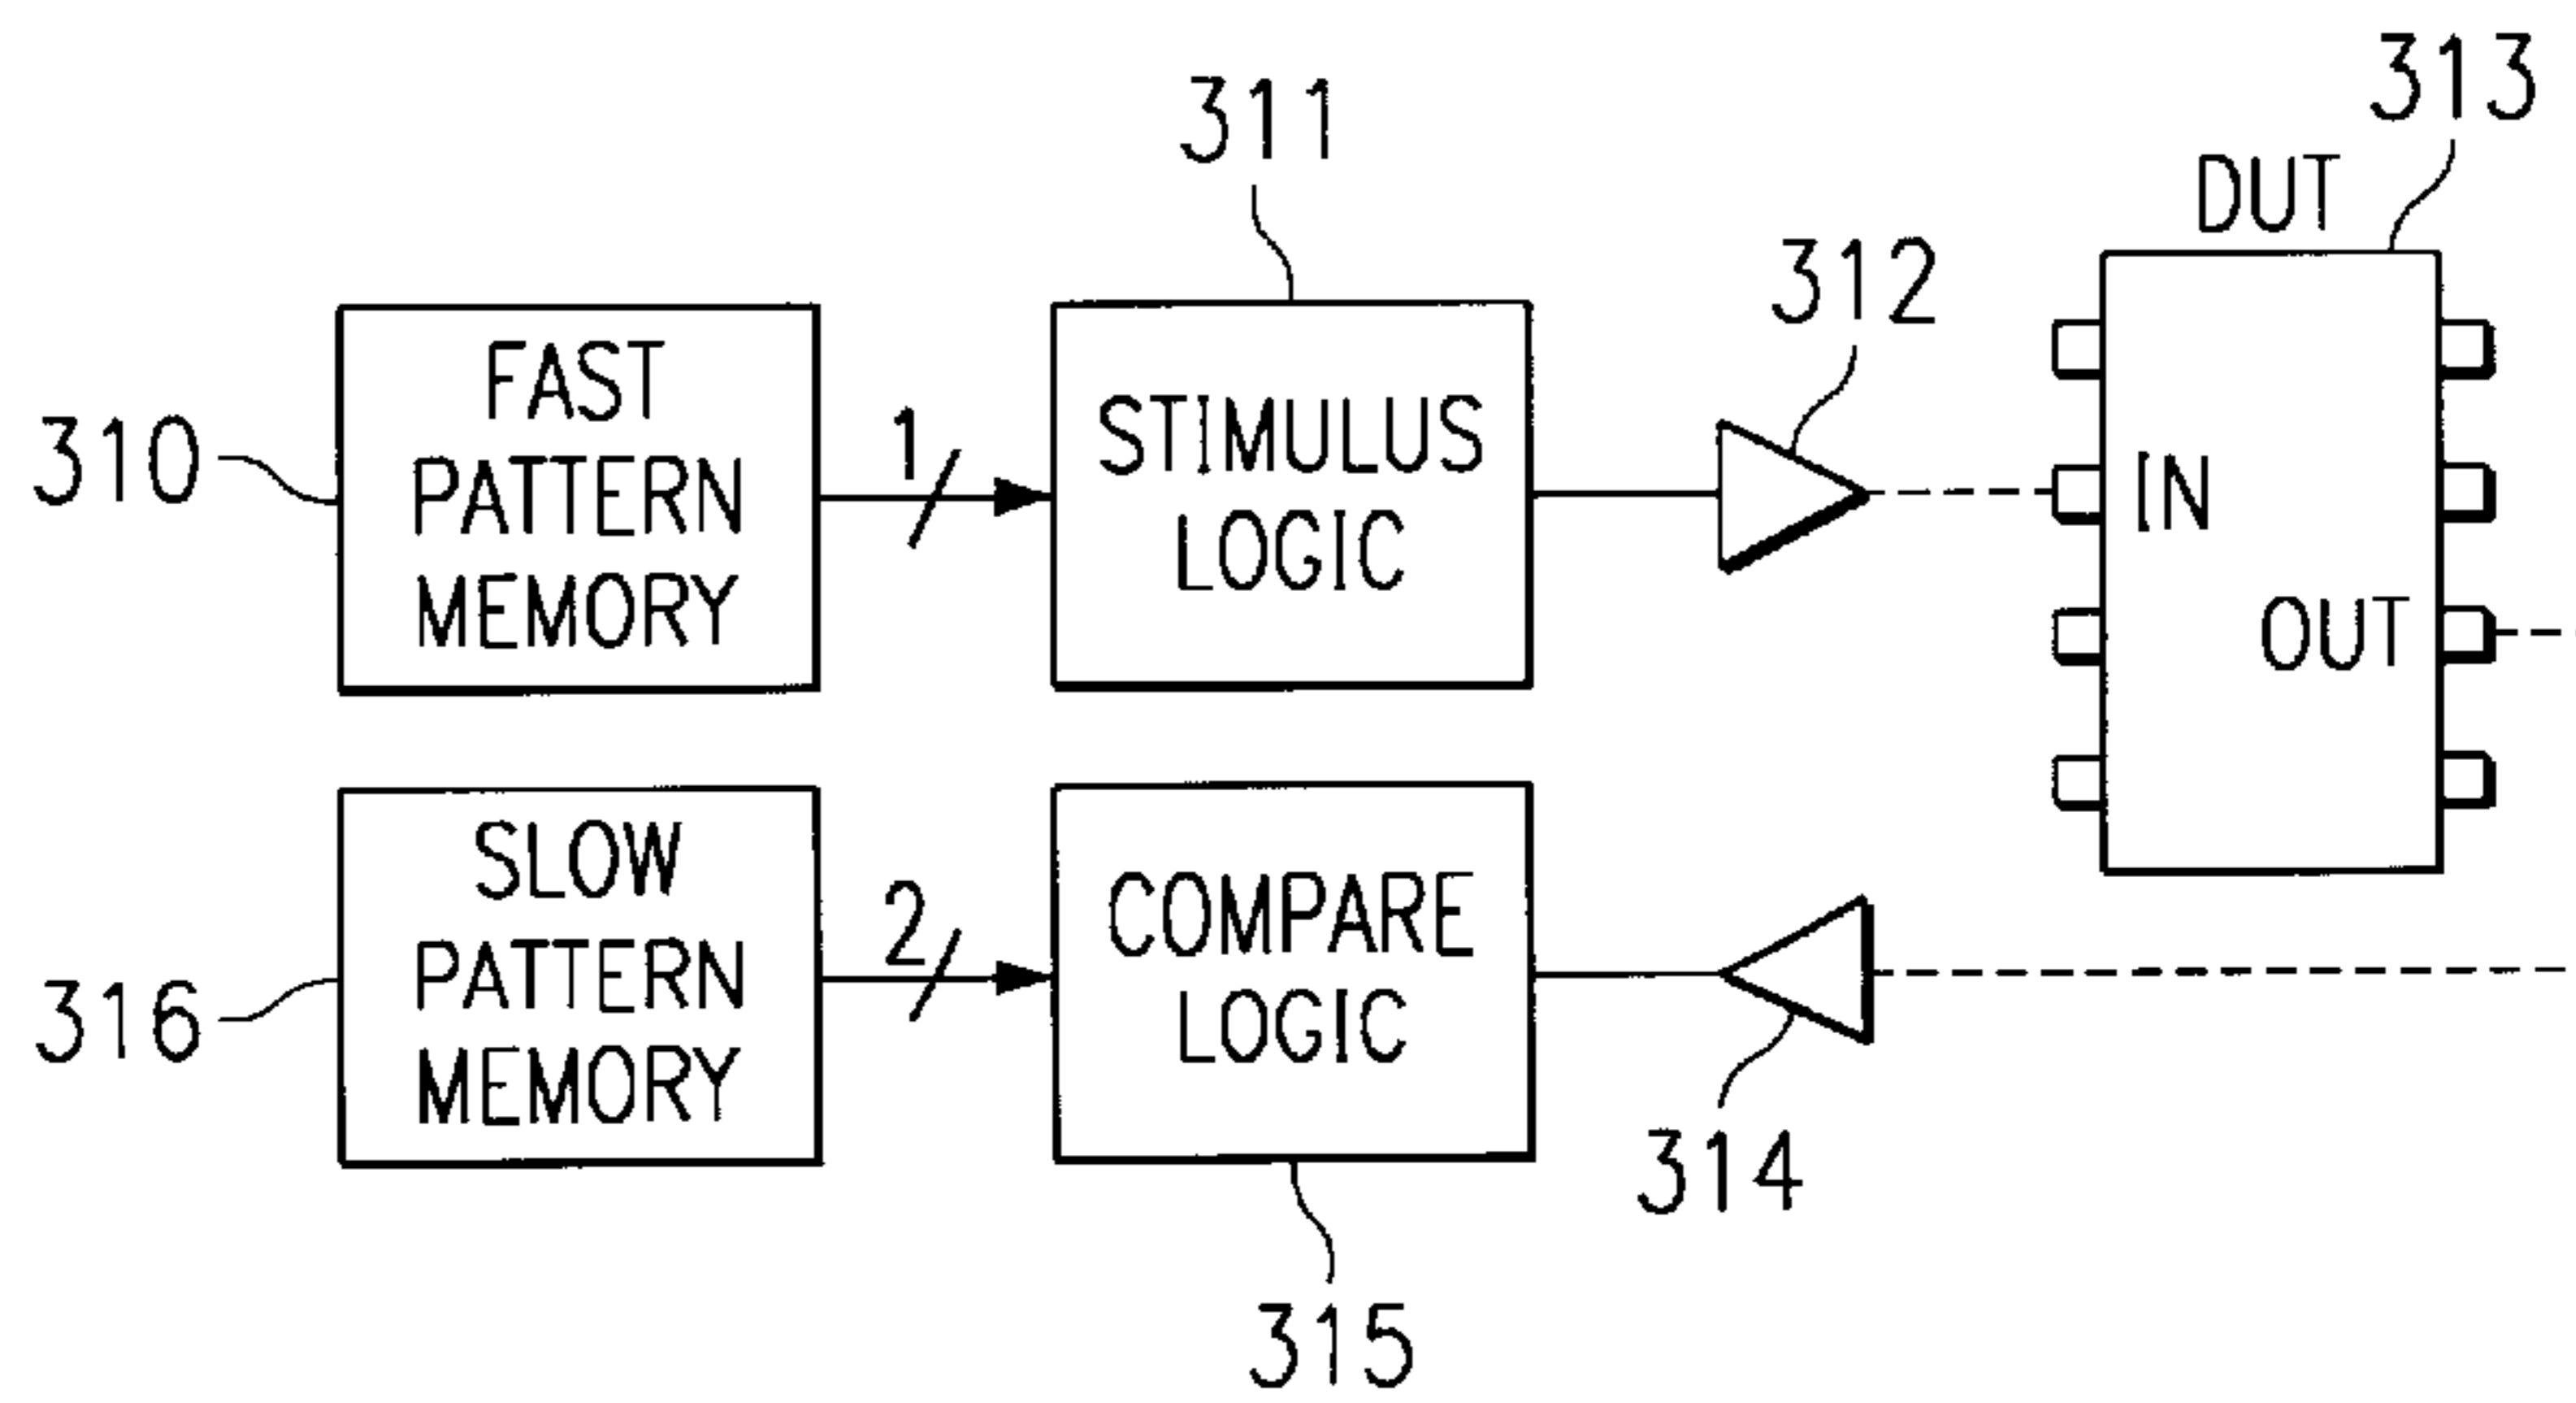 313
311
DUT
312
FAST
PATTERN
MEMORY
310
1
STIMULUS
LOGIC
IN
OUT
SLOW
PATTERN
MEMORY
316
2
COMPARE
LOGIC
314
315